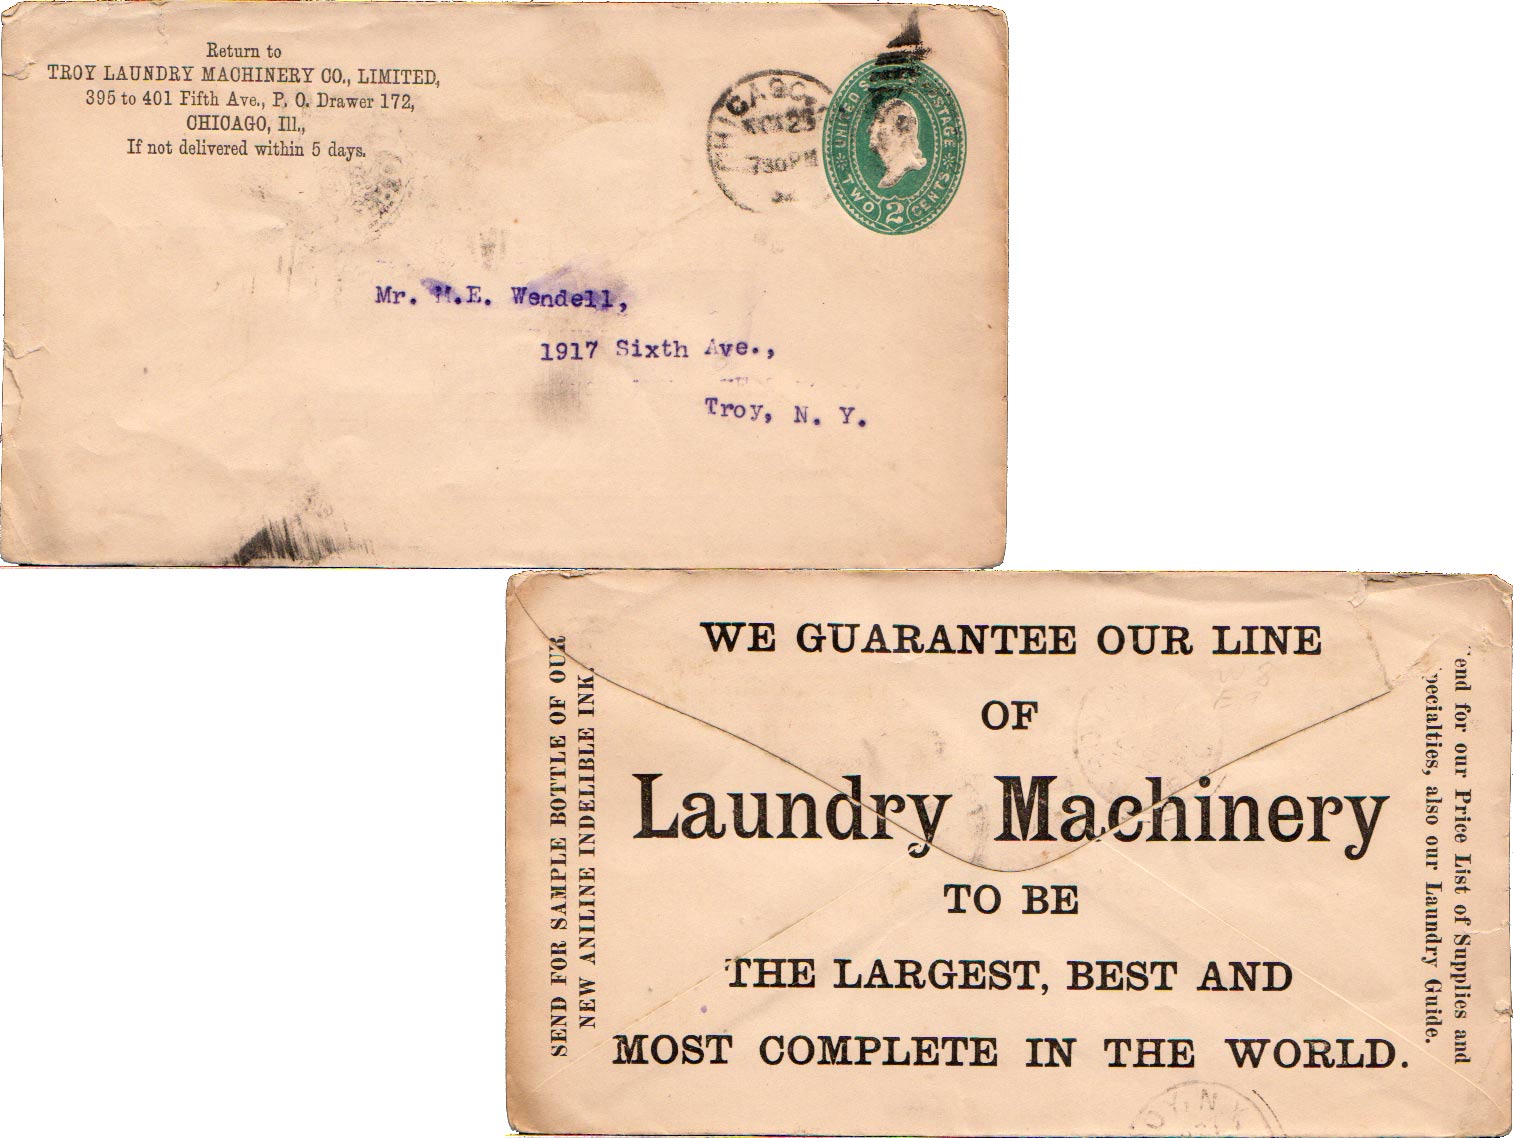 Return to
TROY LAUNDRY MACHINERY CO., LIMITED,
395 to 401 Fifth Ave., P. O. Drawer 172,
CHICAGO, Ill.,
If not delivered within 5 days.
CHICAGO
25
730 PM
UNITED STATES POSTAGE
TWO 2 CENTS
Mr. M.E. Wendell,
1917 Sixth Ave.,
Troy, N. Y.
WE GUARANTEE OUR LINE
OF
Laundry Machinery
TO BE
THE LARGEST, BEST AND
MOST COMPLETE IN THE WORLD.
SEND FOR SAMPLE BOTTLE OF OUR
NEW ANILINE INDELIBLE INK.
end for our Price List of Supplies and
pecialties, also our Laundry Guide.
N.Y.